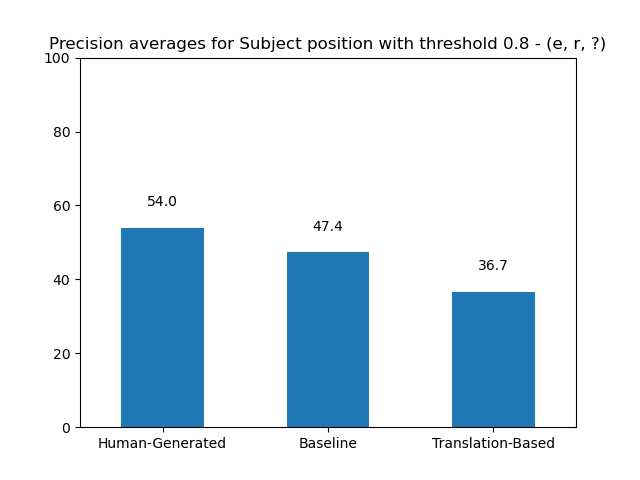 Precision averages for Subject position with threshold 0.8 - (e, r, ?)
100
80
60
40
20
0
54.0
47.4
36.7
Human-Generated
Baseline
Translation-Based